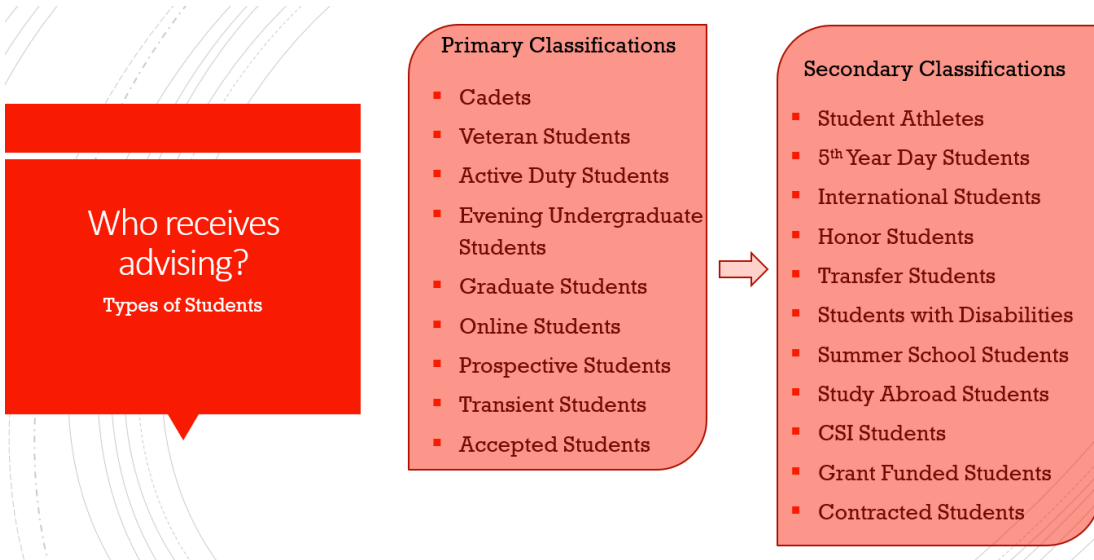 Who receives
advising?
Types of Students
Primary Classifications
Cadets
Veteran Students
Active Duty Students
Evening Undergraduate
Students
Graduate Students
Online Students
Prospective Students
Transient Students
Accepted Students
Secondary Classifications
Student Athletes
5th Year Day Students
International Students
Honor Students
Transfer Students
Students with Disabilities
Summer School Students
Study Abroad Students
CSI Students
Grant Funded Students
Contracted Students